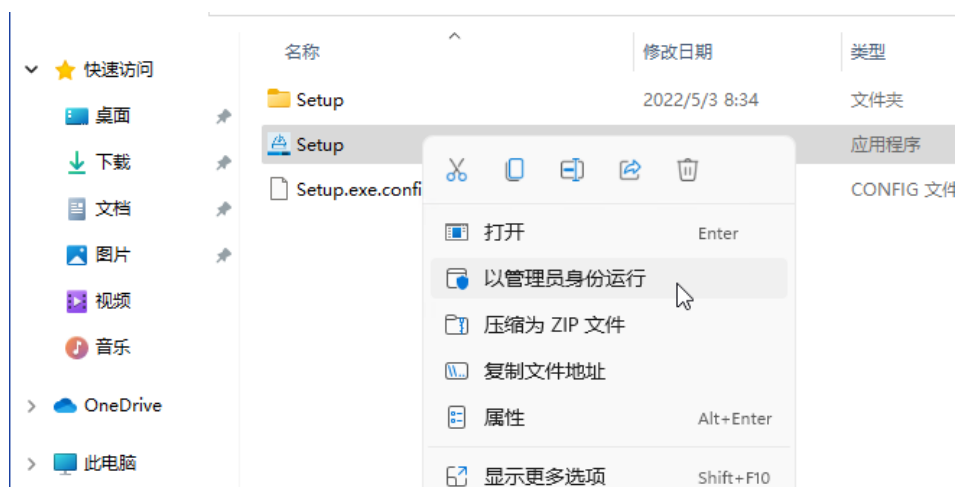 名称 修改日期 类型
快速访问
Setup 2022/5/3 8:34 文件夹
桌面
Setup 应用程序
下载
Setup.exe.confi CONFIG 文件
文档
打开 Enter
图片
以管理员身份运行
视频
压缩为 ZIP 文件
音乐
复制文件地址
OneDrive
属性 Alt+Enter
此电脑
显示更多选项 Shift+F10